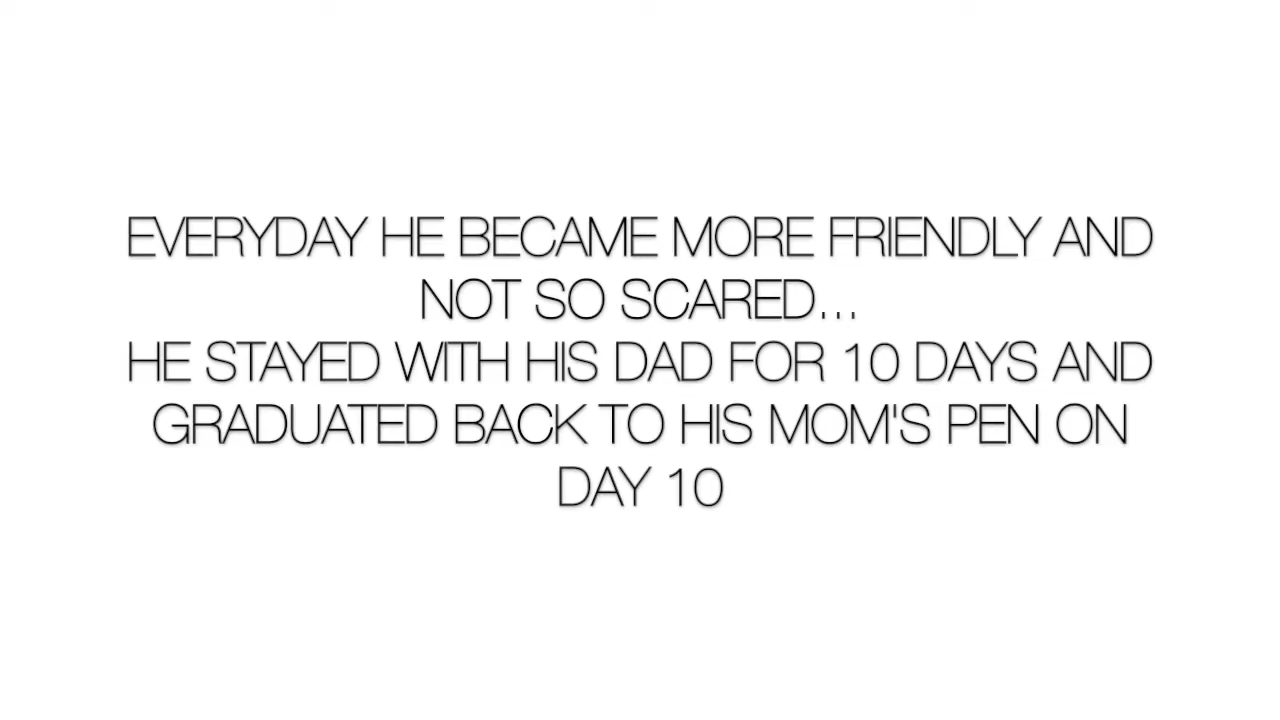 EVERYDAY HE BECAME MORE FRIENDLY AND
NOT SO SCARED...
HE STAYED WITH HIS DAD FOR 10 DAYS AND
GRADUATED BACK TO HIS MOM'S PEN ON
DAY 10